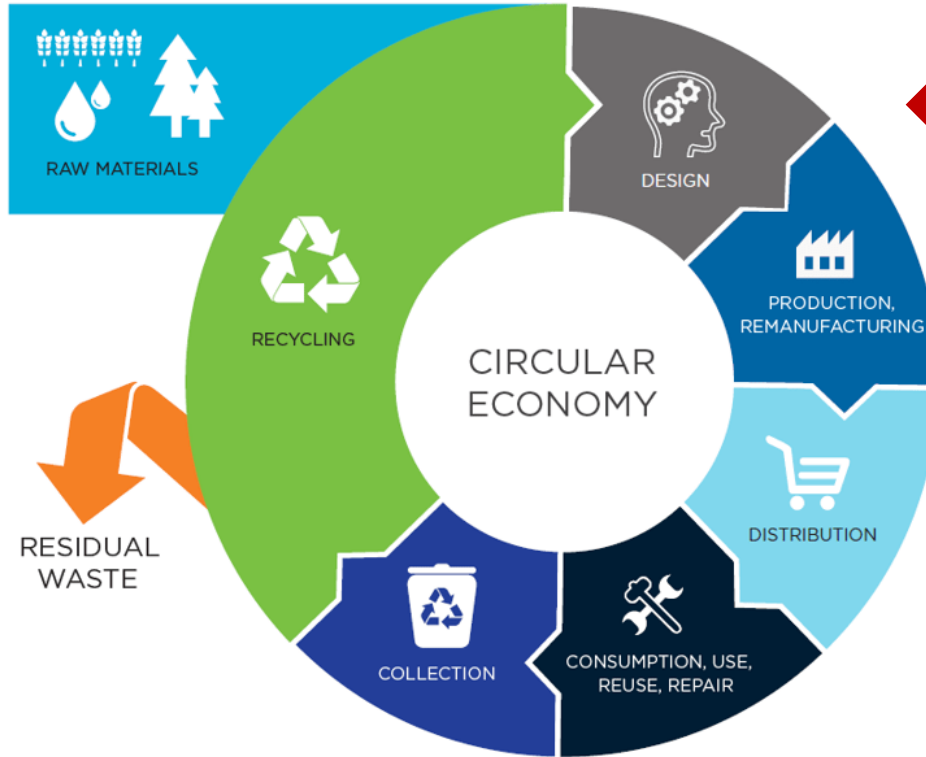 RAW MATERIALS
DESIGN
PRODUCTION,
REMANUFACTURING
RECYCLING
CIRCULAR
ECONOMY
DISTRIBUTION
RESIDUAL
WASTE
COLLECTION
CONSUMPTION, USE,
REUSE, REPAIR